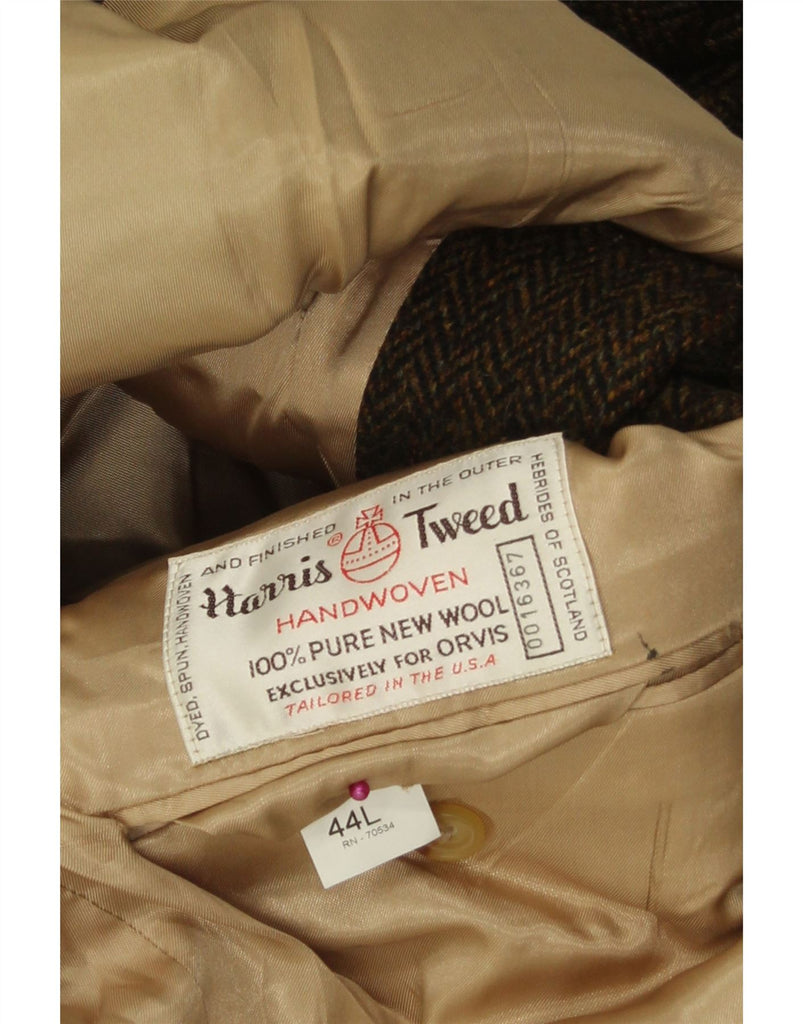 DYED, SPUN, HANDWOVEN
AND FINISHED
IN THE OUTER
HEBRIDES OF SCOTLAND
Harris ® Tweed
HANDWOVEN
100% PURE NEW WOOL
EXCLUSIVELY FOR ORVIS
TAILORED IN THE U.S.A
0016367
44L
RN - 70534